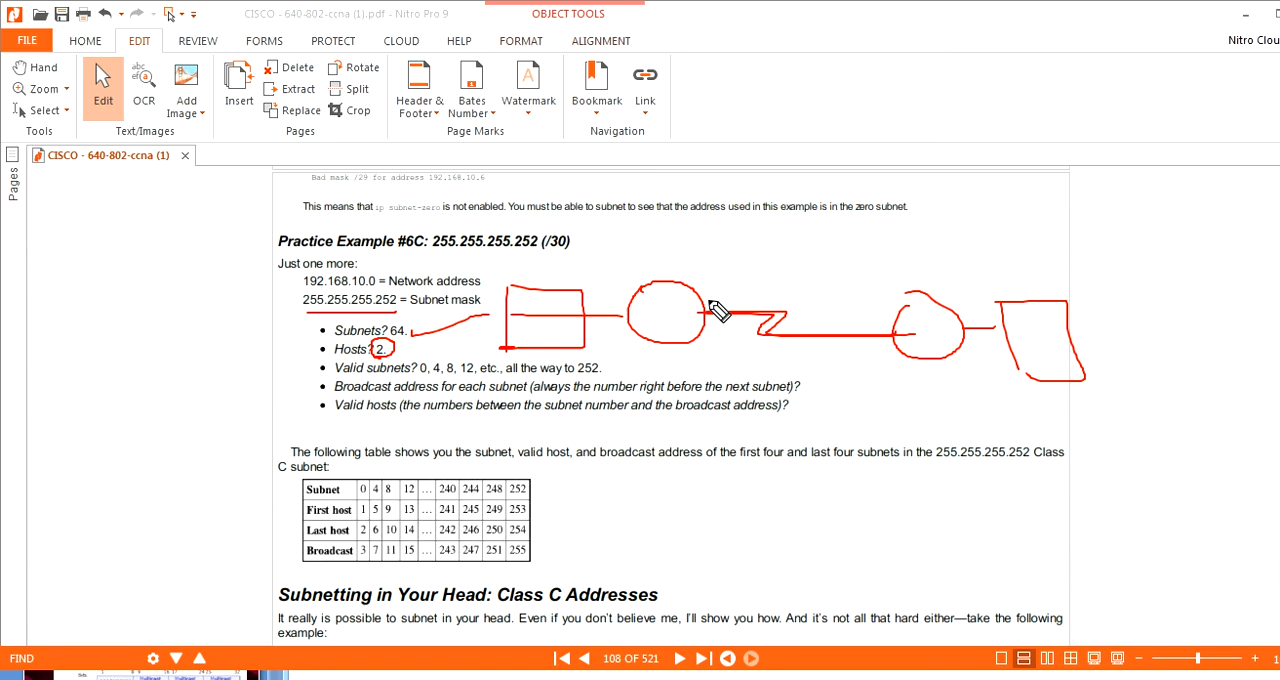 CISCO - 640-802-ccna (1).pdf - Nitro Pro 9
OBJECT TOOLS
FILE HOME EDIT REVIEW FORMS PROTECT CLOUD HELP FORMAT ALIGNMENT
Nitro Clou
Hand
Zoom
Select
Tools
Edit
OCR
Add Image
Text/Images
Insert
Delete
Extract
Replace
Rotate
Split
Crop
Pages
Header & Footer
Bates Number
Watermark
Page Marks
Bookmark
Link
Navigation
CISCO - 640-802-ccna (1)
Pages
Bad mask /29 for address 192.168.10.6
This means that ip subnet-zero is not enabled. You must be able to subnet to see that the address used in this example is in the zero subnet.
Practice Example #6C: 255.255.255.252 (/30)
Just one more:
192.168.10.0 = Network address
255.255.255.252 = Subnet mask
• Subnets? 64.
• Hosts? 2.
• Valid subnets? 0, 4, 8, 12, etc., all the way to 252.
• Broadcast address for each subnet (always the number right before the next subnet)?
• Valid hosts (the numbers between the subnet number and the broadcast address)?
The following table shows you the subnet, valid host, and broadcast address of the first four and last four subnets in the 255.255.255.252 Class
C subnet:
Subnet 0 4 8 12 … 240 244 248 252
First host 1 5 9 13 … 241 245 249 253
Last host 2 6 10 14 … 242 246 250 254
Broadcast 3 7 11 15 … 243 247 251 255
Subnetting in Your Head: Class C Addresses
It really is possible to subnet in your head. Even if you don't believe me, I'll show you how. And it's not all that hard either—take the following
example:
FIND
108 OF 521